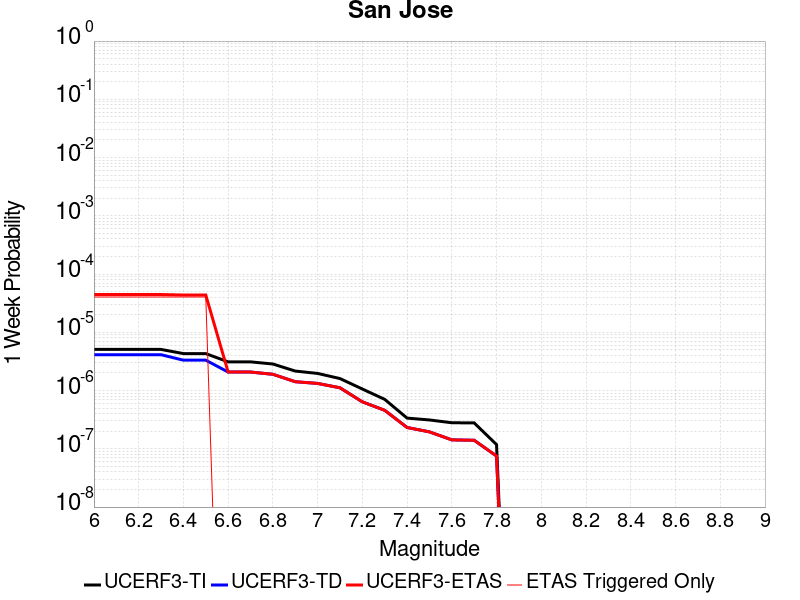 San Jose
10^0
10^-1
10^-2
10^-3
10^-4
10^-5
10^-6
10^-7
10^-8
1 Week Probability
6 6.2 6.4 6.6 6.8 7 7.2 7.4 7.6 7.8 8 8.2 8.4 8.6 8.8 9
Magnitude
UCERF3-TI UCERF3-TD UCERF3-ETAS ETAS Triggered Only